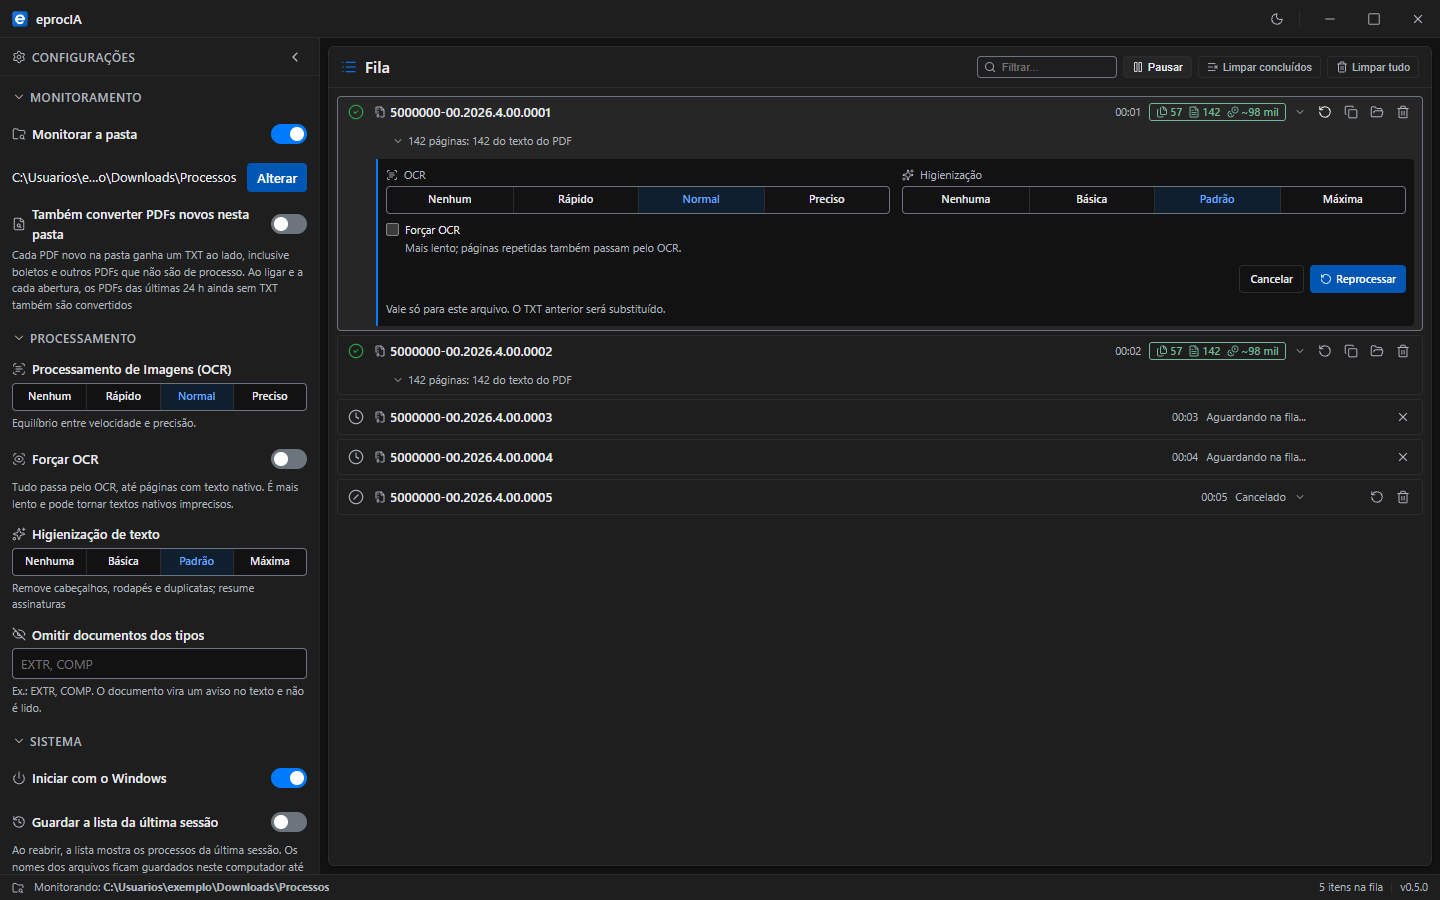 eprocIA
CONFIGURAÇÕES
MONITORAMENTO
Monitorar a pasta
C:\Usuarios\e...o\Downloads\Processos
Alterar
Também converter PDFs novos nesta
pasta
Cada PDF novo na pasta ganha um TXT ao lado, inclusive
boletos e outros PDFs que não são de processo. Ao ligar e a
cada abertura, os PDFs das últimas 24 h ainda sem TXT
também são convertidos
PROCESSAMENTO
Processamento de Imagens (OCR)
Nenhum Rápido Normal Preciso
Equilíbrio entre velocidade e precisão.
Forçar OCR
Tudo passa pelo OCR, até páginas com texto nativo. É mais
lento e pode tornar textos nativos imprecisos.
Higienização de texto
Nenhuma Básica Padrão Máxima
Remove cabeçalhos, rodapés e duplicatas; resume
assinaturas
Omitir documentos dos tipos
EXTR, COMP
Ex.: EXTR, COMP. O documento vira um aviso no texto e não
é lido.
SISTEMA
Iniciar com o Windows
Guardar a lista da última sessão
Ao reabrir, a lista mostra os processos da última sessão. Os
nomes dos arquivos ficam guardados neste computador até
Fila
Filtrar...
Pausar
Limpar concluídos
Limpar tudo
5000000-00.2026.4.00.0001
00:01 57 142 ~98 mil
142 páginas: 142 do texto do PDF
OCR
Nenhum Rápido Normal Preciso
Higienização
Nenhuma Básica Padrão Máxima
Forçar OCR
Mais lento; páginas repetidas também passam pelo OCR.
Cancelar
Reprocessar
Vale só para este arquivo. O TXT anterior será substituído.
5000000-00.2026.4.00.0002
00:02 57 142 ~98 mil
142 páginas: 142 do texto do PDF
5000000-00.2026.4.00.0003
00:03 Aguardando na fila...
5000000-00.2026.4.00.0004
00:04 Aguardando na fila...
5000000-00.2026.4.00.0005
00:05 Cancelado
Monitorando: C:\Usuarios\exemplo\Downloads\Processos
5 itens na fila
v0.5.0